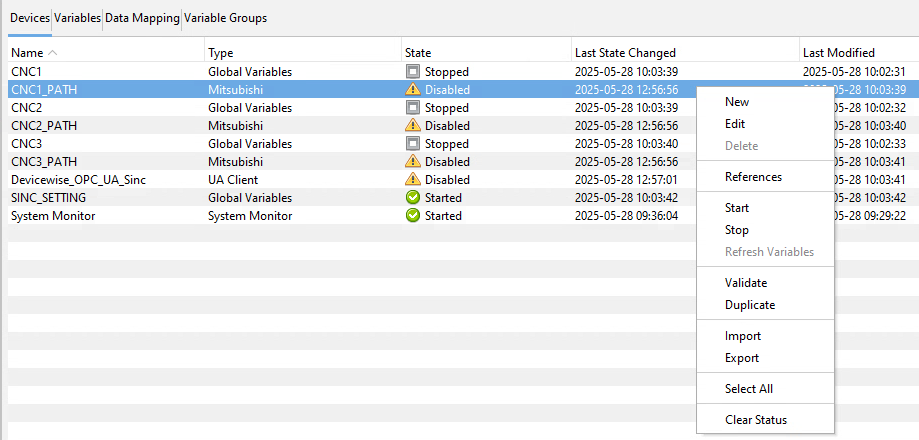 Devices Variables Data Mapping Variable Groups
Name Type State Last State Changed Last Modified
CNC1 Global Variables Stopped 2025-05-28 10:03:39 2025-05-28 10:02:31
CNC1_PATH Mitsubishi Disabled 2025-05-28 12:56:56 2025-05-28 10:03:39
CNC2 Global Variables Stopped 2025-05-28 10:03:39 -05-28 10:02:32
CNC2_PATH Mitsubishi Disabled 2025-05-28 12:56:56 -05-28 10:03:40
CNC3 Global Variables Stopped 2025-05-28 10:03:40 -05-28 10:02:33
CNC3_PATH Mitsubishi Disabled 2025-05-28 12:56:56 -05-28 10:03:41
Devicewise_OPC_UA_Sinc UA Client Disabled 2025-05-28 12:57:01 -05-28 10:03:41
SINC_SETTING Global Variables Started 2025-05-28 10:03:42 -05-28 10:03:42
System Monitor System Monitor Started 2025-05-28 09:36:04 -05-28 09:29:22
New
Edit
Delete
References
Start
Stop
Refresh Variables
Validate
Duplicate
Import
Export
Select All
Clear Status